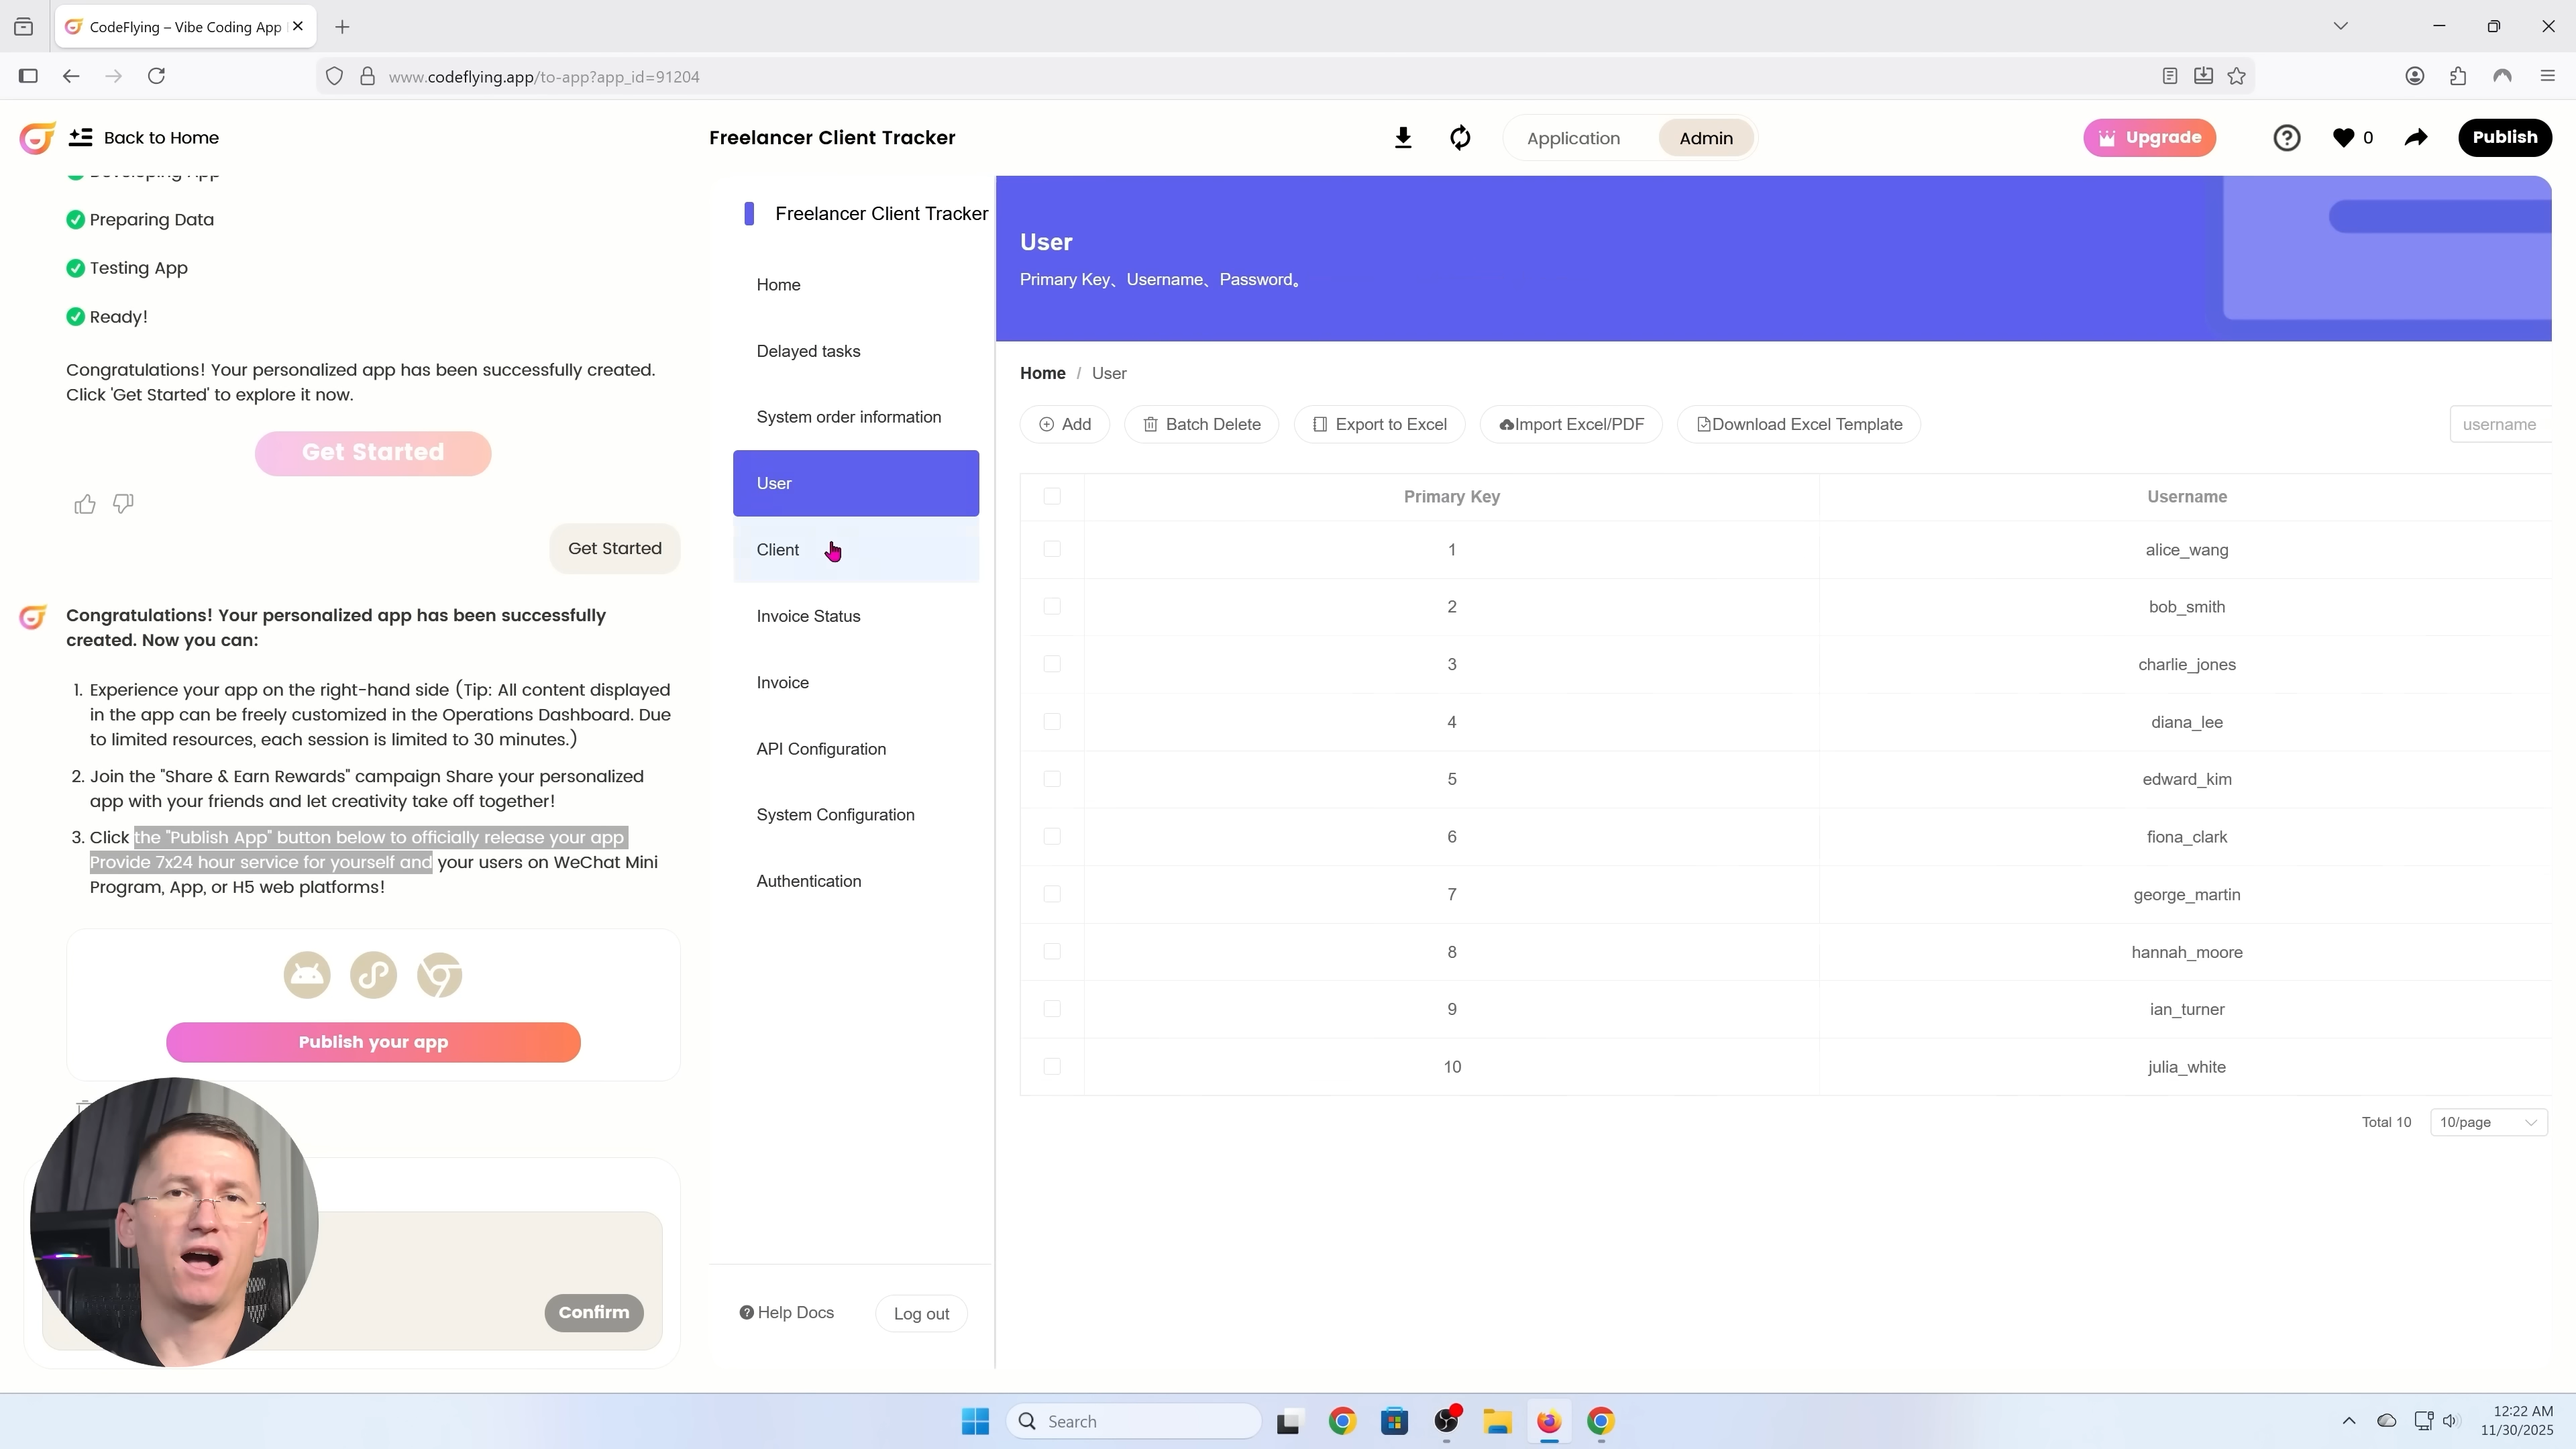 CodeFlying – Vibe Coding App
www.codeflying.app/to-app?app_id=91204
Back to Home
Freelancer Client Tracker
Application
Admin
Upgrade
0
Publish
Developing App
Preparing Data
Testing App
Ready!
Congratulations! Your personalized app has been successfully created.
Click 'Get Started' to explore it now.
Get Started
Get Started
Congratulations! Your personalized app has been successfully
created. Now you can:
1. Experience your app on the right-hand side (Tip: All content displayed
in the app can be freely customized in the Operations Dashboard. Due
to limited resources, each session is limited to 30 minutes.)
2. Join the "Share & Earn Rewards" campaign Share your personalized
app with your friends and let creativity take off together!
3. Click the "Publish App" button below to officially release your app
Provide 7x24 hour service for yourself and your users on WeChat Mini
Program, App, or H5 web platforms!
Publish your app
Confirm
Freelancer Client Tracker
Home
Delayed tasks
System order information
User
Client
Invoice Status
Invoice
API Configuration
System Configuration
Authentication
Help Docs
Log out
User
Primary Key、Username、Password。
Home / User
Add
Batch Delete
Export to Excel
Import Excel/PDF
Download Excel Template
username
Primary Key
Username
1
alice_wang
2
bob_smith
3
charlie_jones
4
diana_lee
5
edward_kim
6
fiona_clark
7
george_martin
8
hannah_moore
9
ian_turner
10
julia_white
Total 10
10/page
Search
12:22 AM
11/30/2025